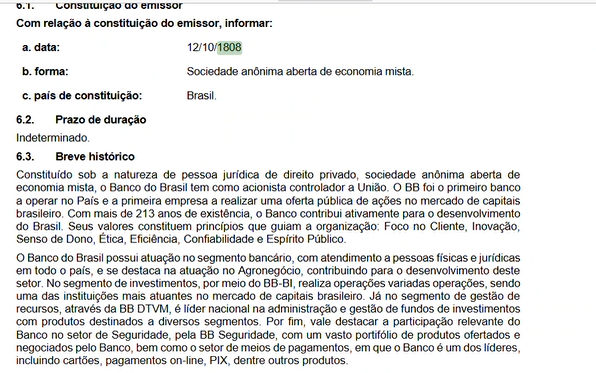 6.1. Constituição do emissor
Com relação à constituição do emissor, informar:
a. data: 12/10/1808
b. forma: Sociedade anônima aberta de economia mista.
c. país de constituição: Brasil.
6.2. Prazo de duração
Indeterminado.
6.3. Breve histórico
Constituído sob a natureza de pessoa jurídica de direito privado, sociedade anônima aberta de
economia mista, o Banco do Brasil tem como acionista controlador a União. O BB foi o primeiro banco
a operar no País e a primeira empresa a realizar uma oferta pública de ações no mercado de capitais
brasileiro. Com mais de 213 anos de existência, o Banco contribui ativamente para o desenvolvimento
do Brasil. Seus valores constituem princípios que guiam a organização: Foco no Cliente, Inovação,
Senso de Dono, Ética, Eficiência, Confiabilidade e Espírito Público.
O Banco do Brasil possui atuação no segmento bancário, com atendimento a pessoas físicas e jurídicas
em todo o país, e se destaca na atuação no Agronegócio, contribuindo para o desenvolvimento deste
setor. No segmento de investimentos, por meio do BB-BI, realiza operações variadas operações, sendo
uma das instituições mais atuantes no mercado de capitais brasileiro. Já no segmento de gestão de
recursos, através da BB DTVM, é líder nacional na administração e gestão de fundos de investimentos
com produtos destinados a diversos segmentos. Por fim, vale destacar a participação relevante do
Banco no setor de Seguridade, pela BB Seguridade, com um vasto portfólio de produtos ofertados e
negociados pelo Banco, bem como o setor de meios de pagamentos, em que o Banco é um dos líderes,
incluindo cartões, pagamentos on-line, PIX, dentre outros produtos.